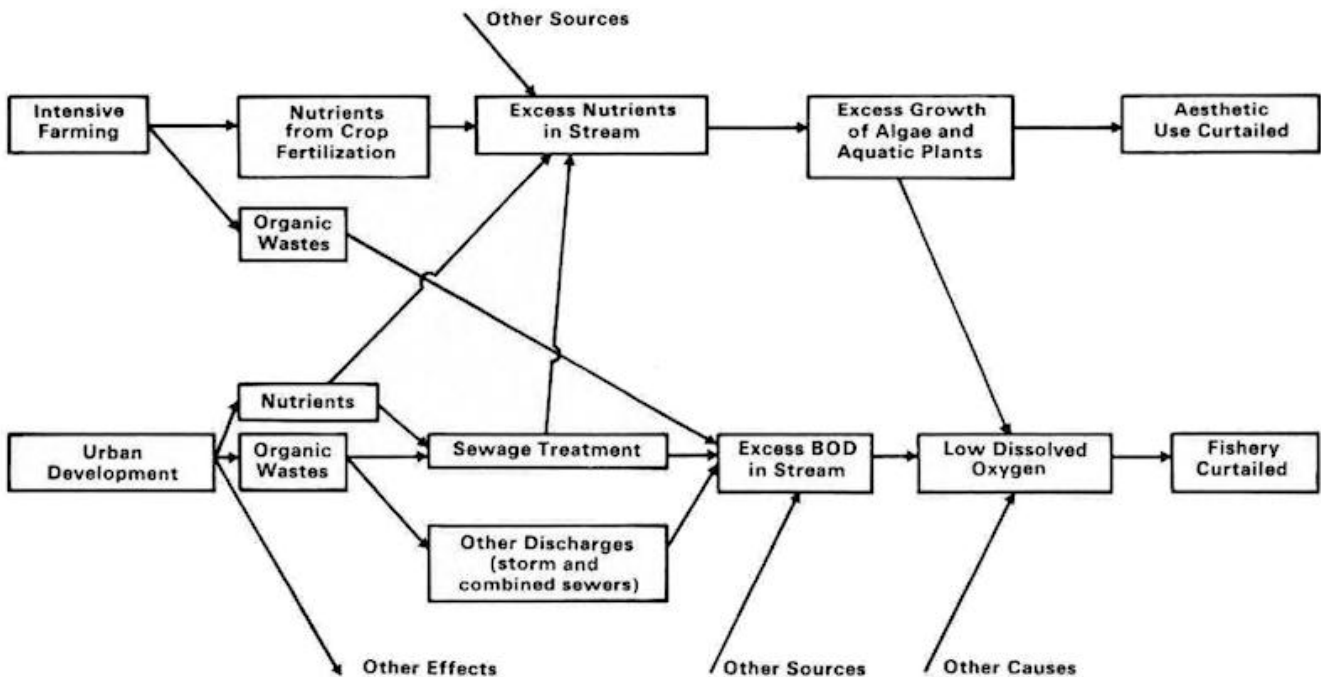 Other Sources
Intensive
Farming
Nutrients
from Crop
Fertilization
Excess Nutrients
in Stream
Excess Growth
of Algae and
Aquatic Plants
Aesthetic
Use Curtailed
Organic
Wastes
Nutrients
Urban
Development
Organic
Wastes
Sewage Treatment
Excess BOD
in Stream
Low Dissolved
Oxygen
Fishery
Curtailed
Other Discharges
(storm and
combined sewers)
Other Effects
Other Sources
Other Causes